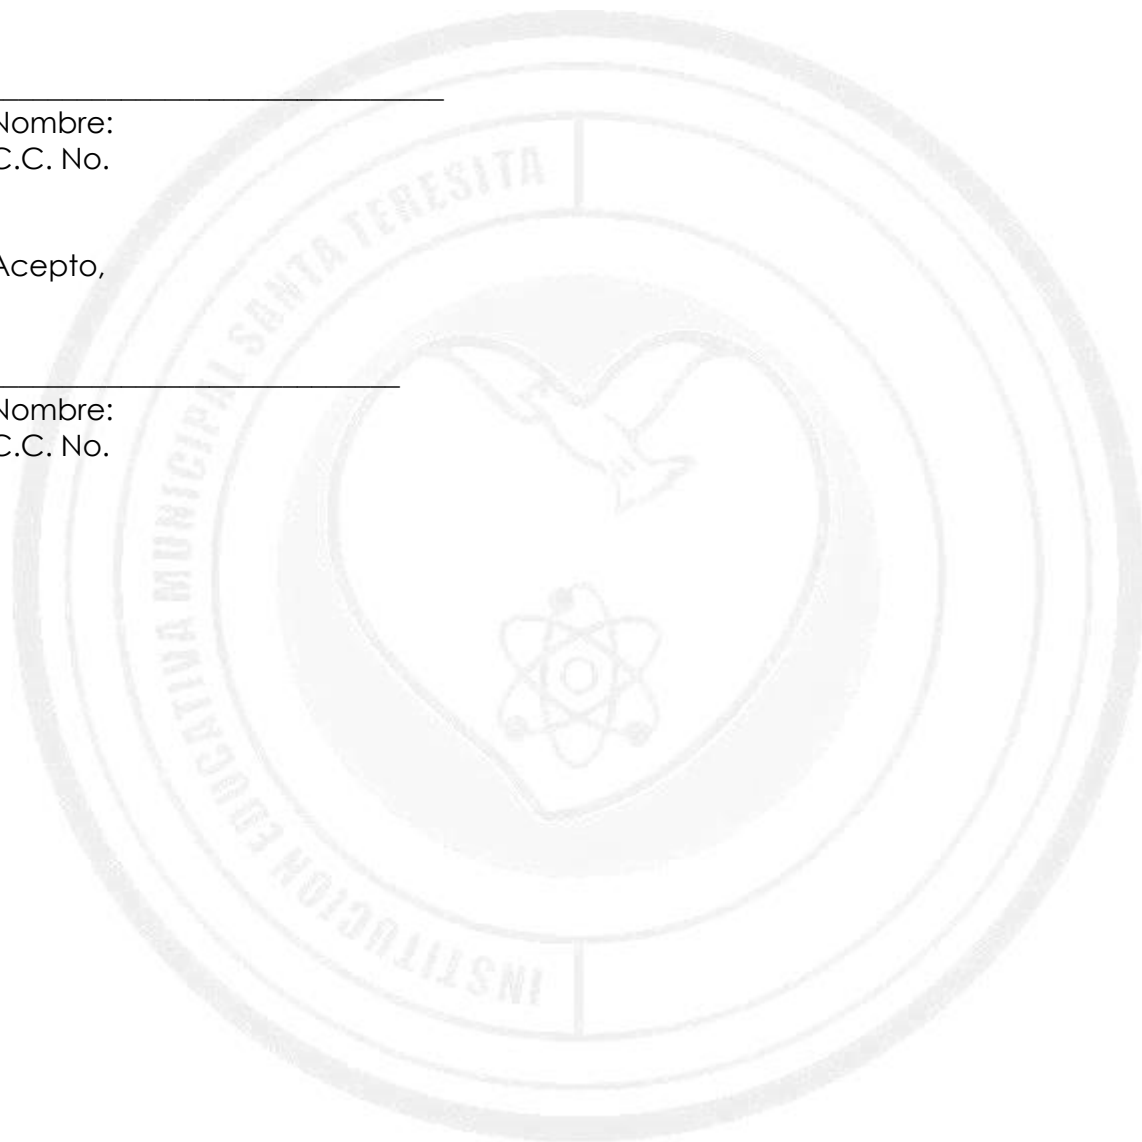 Nombre:
C.C. No.
Acepto,
Nombre:
C.C. No.
INSTITUCION EDUCATIVA MUNICIPAL SANTA TERESITA